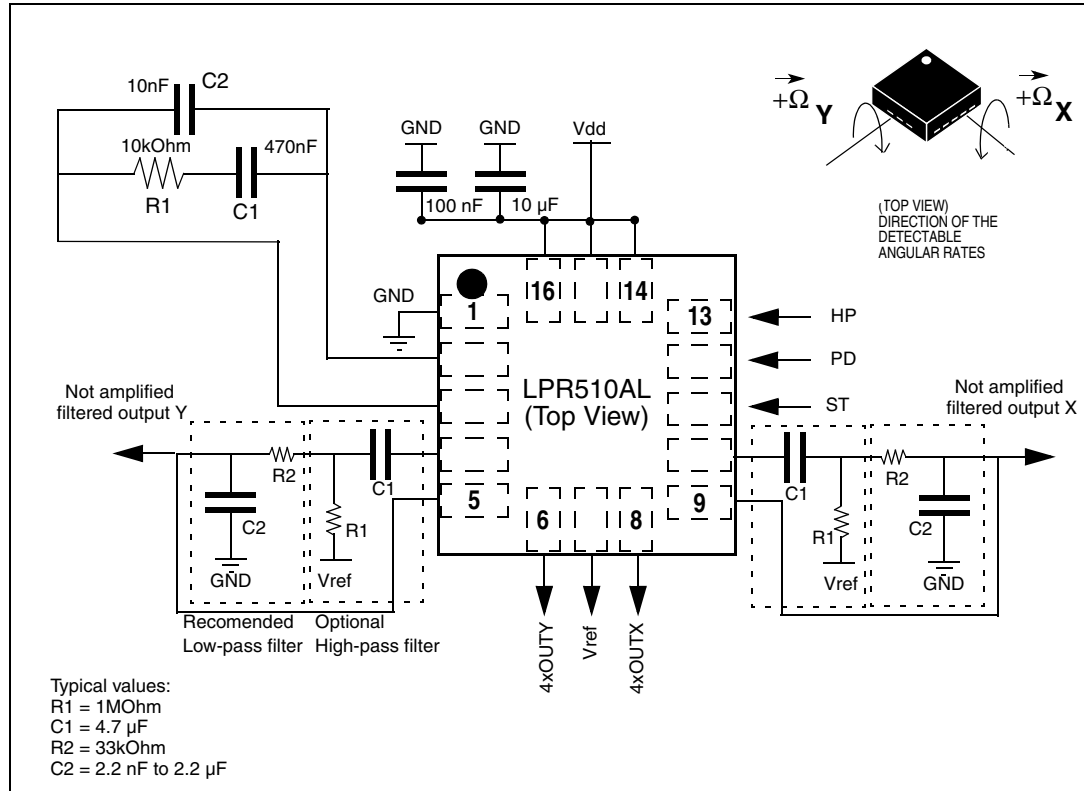 10nF
C2
10kOhm
470nF
R1
C1
GND
GND
Vdd
100 nF
10 µF
+Ω Y
+Ω X
(TOP VIEW)
DIRECTION OF THE
DETECTABLE
ANGULAR RATES
GND
1
16
14
13
HP
PD
ST
LPR510AL
(Top View)
Not amplified
filtered output Y
Not amplified
filtered output X
R2
C1
C2
R1
GND
Vref
5
6
8
9
C1
R2
R1
C2
Vref
GND
Recomended
Low-pass filter
Optional
High-pass filter
4xOUTY
Vref
4xOUTX
Typical values:
R1 = 1MOhm
C1 = 4.7 µF
R2 = 33kOhm
C2 = 2.2 nF to 2.2 µF